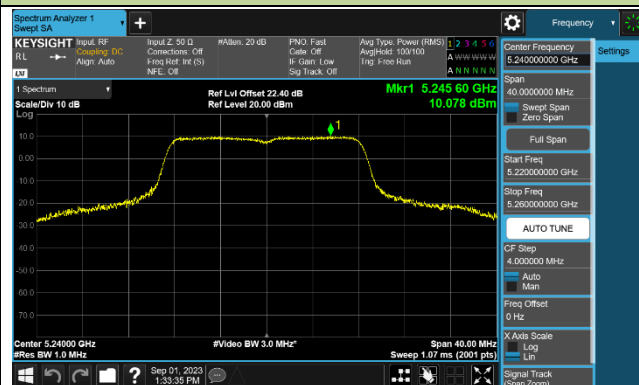 Spectrum Analyzer 1
Swept SA
Frequency
KEYSIGHT
Input: RF
Coupling: DC
Align: Auto
Input Z: 50 Ω
Corrections: Off
Freq Ref: Int (S)
NFE: Off
#Atten: 20 dB
PNO: Fast
Gate: Off
IF Gain: Low
Sig Track: Off
Avg Type: Power (RMS)
Avg|Hold: 100/100
Trig: Free Run
1 2 3 4 5 6
A W W W W W
A N N N N N
R L
LXI
1 Spectrum
Scale/Div 10 dB
Log
Ref Lvl Offset 22.40 dB
Ref Level 20.00 dBm
Mkr1 5.245 60 GHz
10.078 dBm
1
10.0
0.00
-10.0
-20.0
-30.0
-40.0
-50.0
-60.0
-70.0
Center 5.24000 GHz
#Res BW 1.0 MHz
#Video BW 3.0 MHz*
Span 40.00 MHz
Sweep 1.07 ms (2001 pts)
Sep 01, 2023
1:33:35 PM
Center Frequency
5.240000000 GHz
Settings
Span
40.0000000 MHz
Swept Span
Zero Span
Full Span
Start Freq
5.220000000 GHz
Stop Freq
5.260000000 GHz
AUTO TUNE
CF Step
4.000000 MHz
Auto
Man
Freq Offset
0 Hz
X Axis Scale
Log
Lin
Signal Track
(Span Zoom)